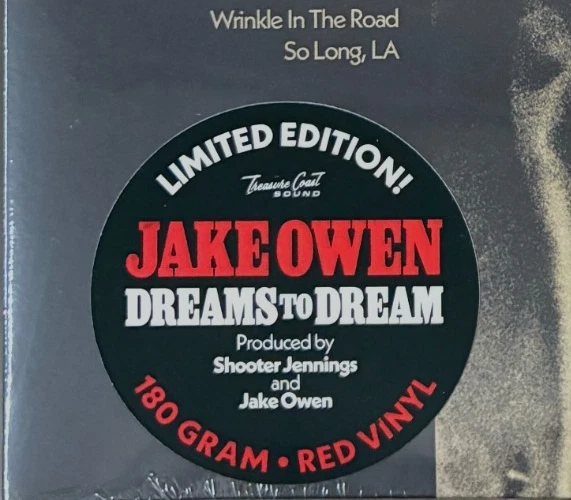 Wrinkle In The Road
So Long, LA
LIMITED EDITION!
Treasure Coast
SOUND
JAKE OWEN
DREAMS TO DREAM
Produced by
Shooter Jennings
and
Jake Owen
180 GRAM • RED VINYL